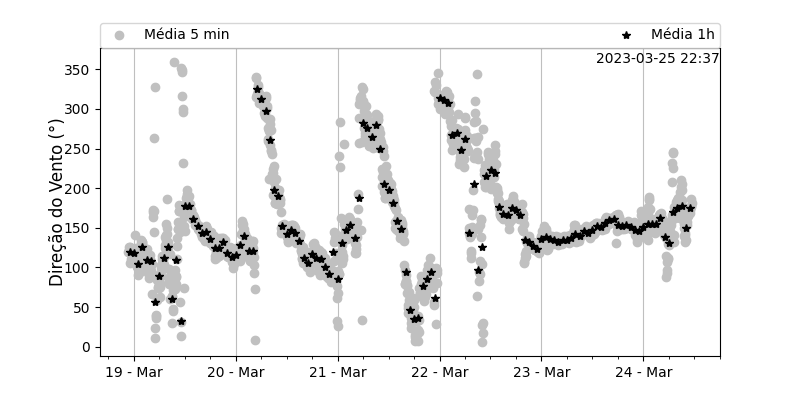 Média 5 min
Média 1h
2023-03-25 22:37
Direção do Vento (°)
350
300
250
200
150
100
50
0
19 - Mar
20 - Mar
21 - Mar
22 - Mar
23 - Mar
24 - Mar